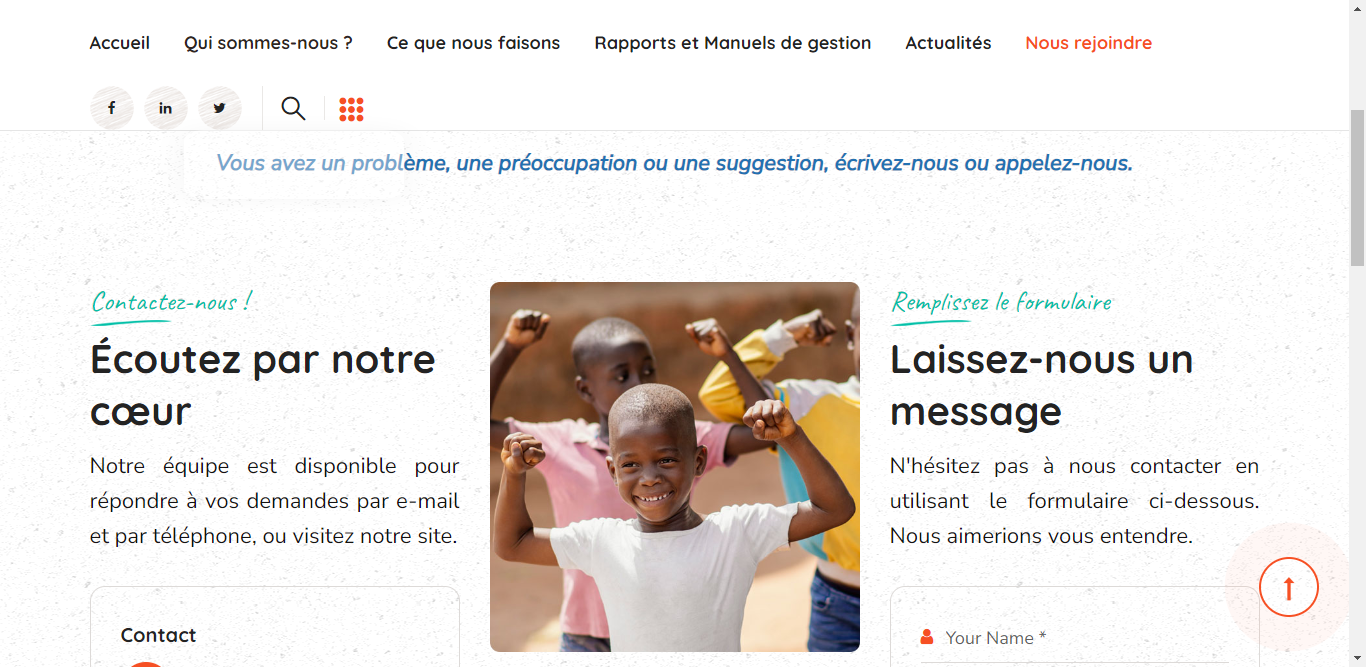 Accueil Qui sommes-nous ? Ce que nous faisons Rapports et Manuels de gestion Actualités Nous rejoindre
Vous avez un problème, une préoccupation ou une suggestion, écrivez-nous ou appelez-nous.
Contactez-nous !
Écoutez par notre
cœur
Notre équipe est disponible pour
répondre à vos demandes par e-mail
et par téléphone, ou visitez notre site.
Contact
Remplissez le formulaire
Laissez-nous un
message
N'hésitez pas à nous contacter en
utilisant le formulaire ci-dessous.
Nous aimerions vous entendre.
Your Name *